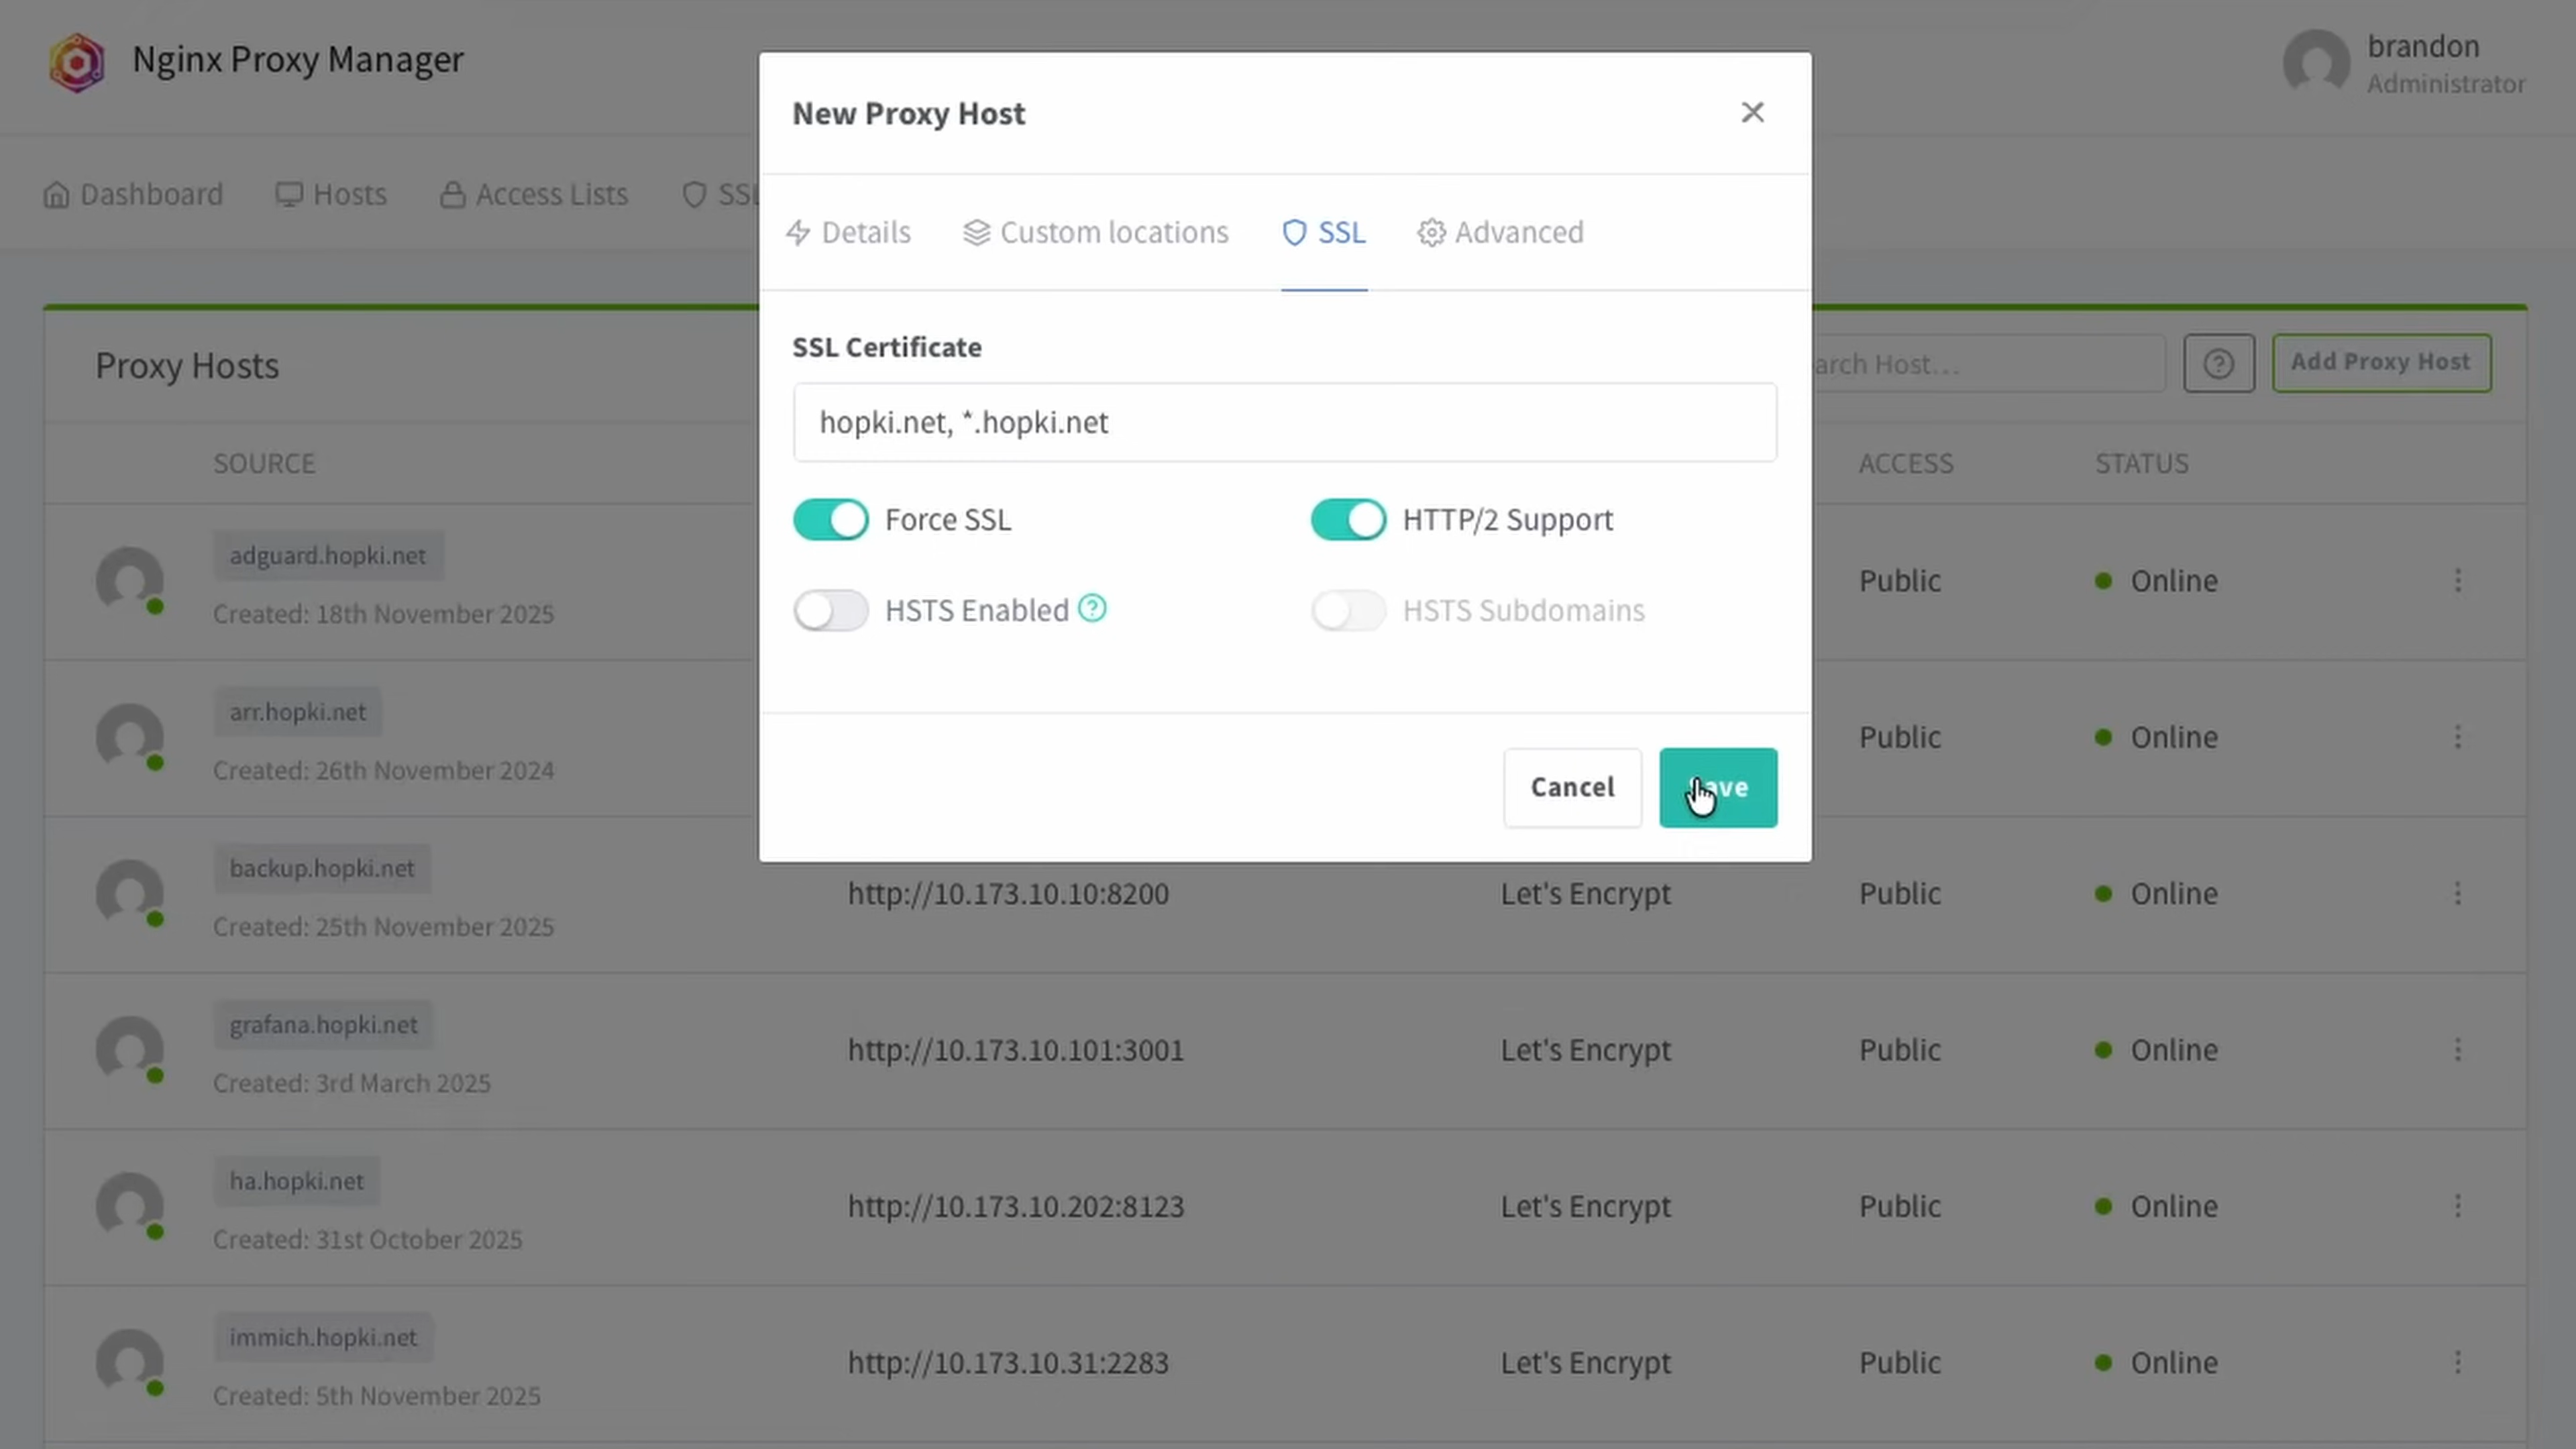 Nginx Proxy Manager
brandon
Administrator
Dashboard Hosts Access Lists
New Proxy Host
Details Custom locations SSL Advanced
SSL Certificate
hopki.net, *.hopki.net
Force SSL HTTP/2 Support
HSTS Enabled HSTS Subdomains
Cancel
Proxy Hosts Host... Add Proxy Host
SOURCE ACCESS STATUS
adguard.hopki.net
Created: 18th November 2025
Public Online
arr.hopki.net
Created: 26th November 2024
Public Online
backup.hopki.net
Created: 25th November 2025
http://10.173.10.10:8200 Let's Encrypt Public Online
grafana.hopki.net
Created: 3rd March 2025
http://10.173.10.101:3001 Let's Encrypt Public Online
ha.hopki.net
Created: 31st October 2025
http://10.173.10.202:8123 Let's Encrypt Public Online
immich.hopki.net
Created: 5th November 2025
http://10.173.10.31:2283 Let's Encrypt Public Online